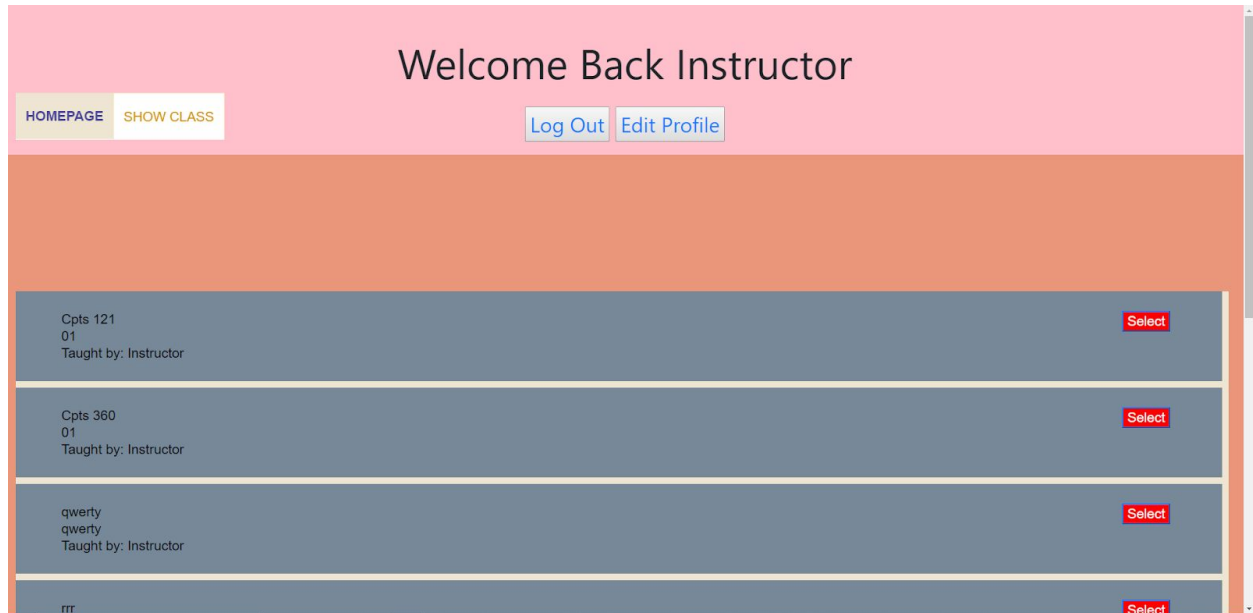 Welcome Back Instructor
HOMEPAGE SHOW CLASS
Log Out Edit Profile
Cpts 121
01
Taught by: Instructor
Select
Cpts 360
01
Taught by: Instructor
Select
qwerty
qwerty
Taught by: Instructor
Select
rrr
Select